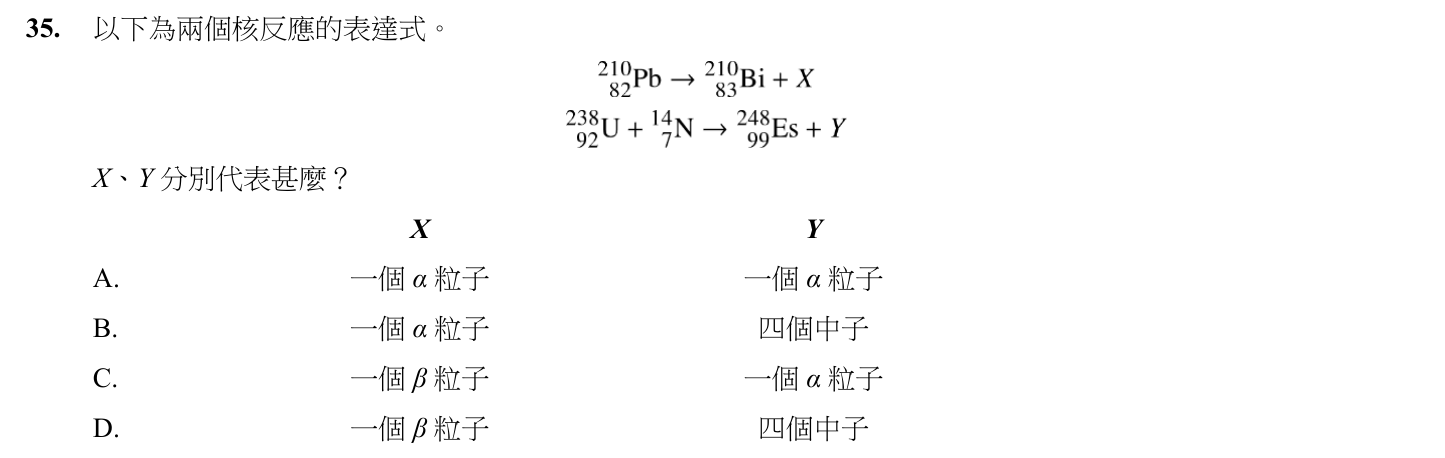 35. 以下為兩個核反應的表達式。
²¹⁰₈₂Pb → ²¹⁰₈₃Bi + X
²³⁸₉₂U + ¹⁴₇N → ²⁴⁸₉₉Es + Y
X、Y 分別代表甚麼？
X Y
A. 一個 α 粒子 一個 α 粒子
B. 一個 α 粒子 四個中子
C. 一個 β 粒子 一個 α 粒子
D. 一個 β 粒子 四個中子